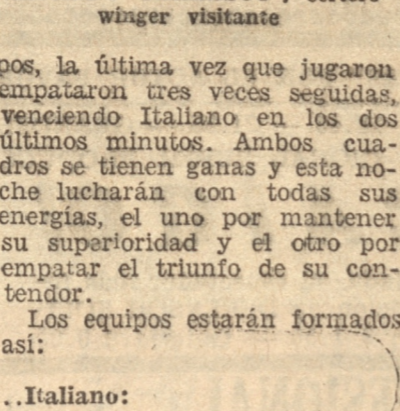 winger visitante
pos, la última vez que jugaron
empataron tres veces seguidas,
venciendo Italiano en los dos
últimos minutos. Ambos cua-
dros se tienen ganas y esta no-
che lucharán con todas sus
energías, el uno por mantener
su superioridad y el otro por
empatar el triunfo de su con-
tendor.
Los equipos estarán formados
así:
..Italiano: